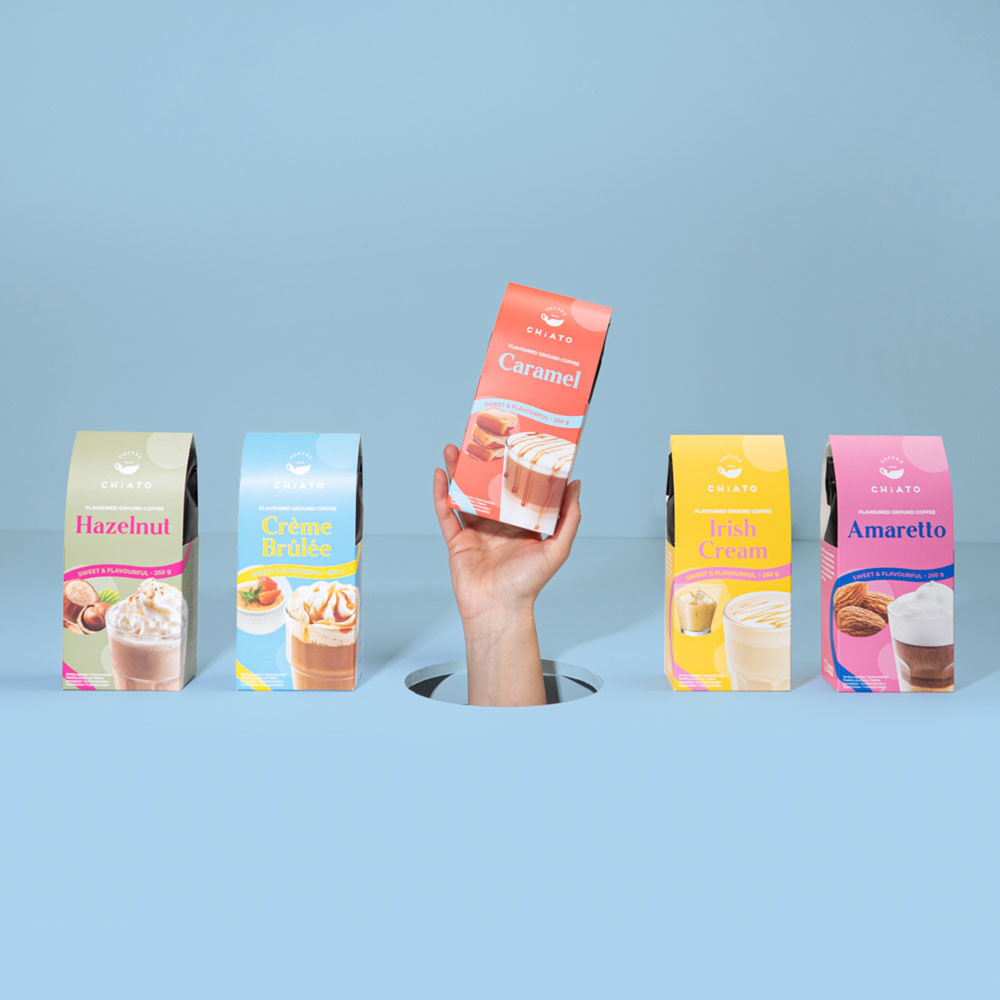 COFFEE
CHiATO
FLAVOURED GROUND COFFEE
Hazelnut
SWEET & FLAVOURFUL • 250 g
COFFEE
CHiATO
FLAVOURED GROUND COFFEE
Crème
Brûlée
SWEET & FLAVOURFUL • 250 g
COFFEE
CHiATO
FLAVOURED GROUND COFFEE
Caramel
SWEET & FLAVOURFUL • 250 g
COFFEE
CHiATO
FLAVOURED GROUND COFFEE
Irish
Cream
SWEET & FLAVOURFUL • 250 g
COFFEE
CHiATO
FLAVOURED GROUND COFFEE
Amaretto
SWEET & FLAVOURFUL • 250 g